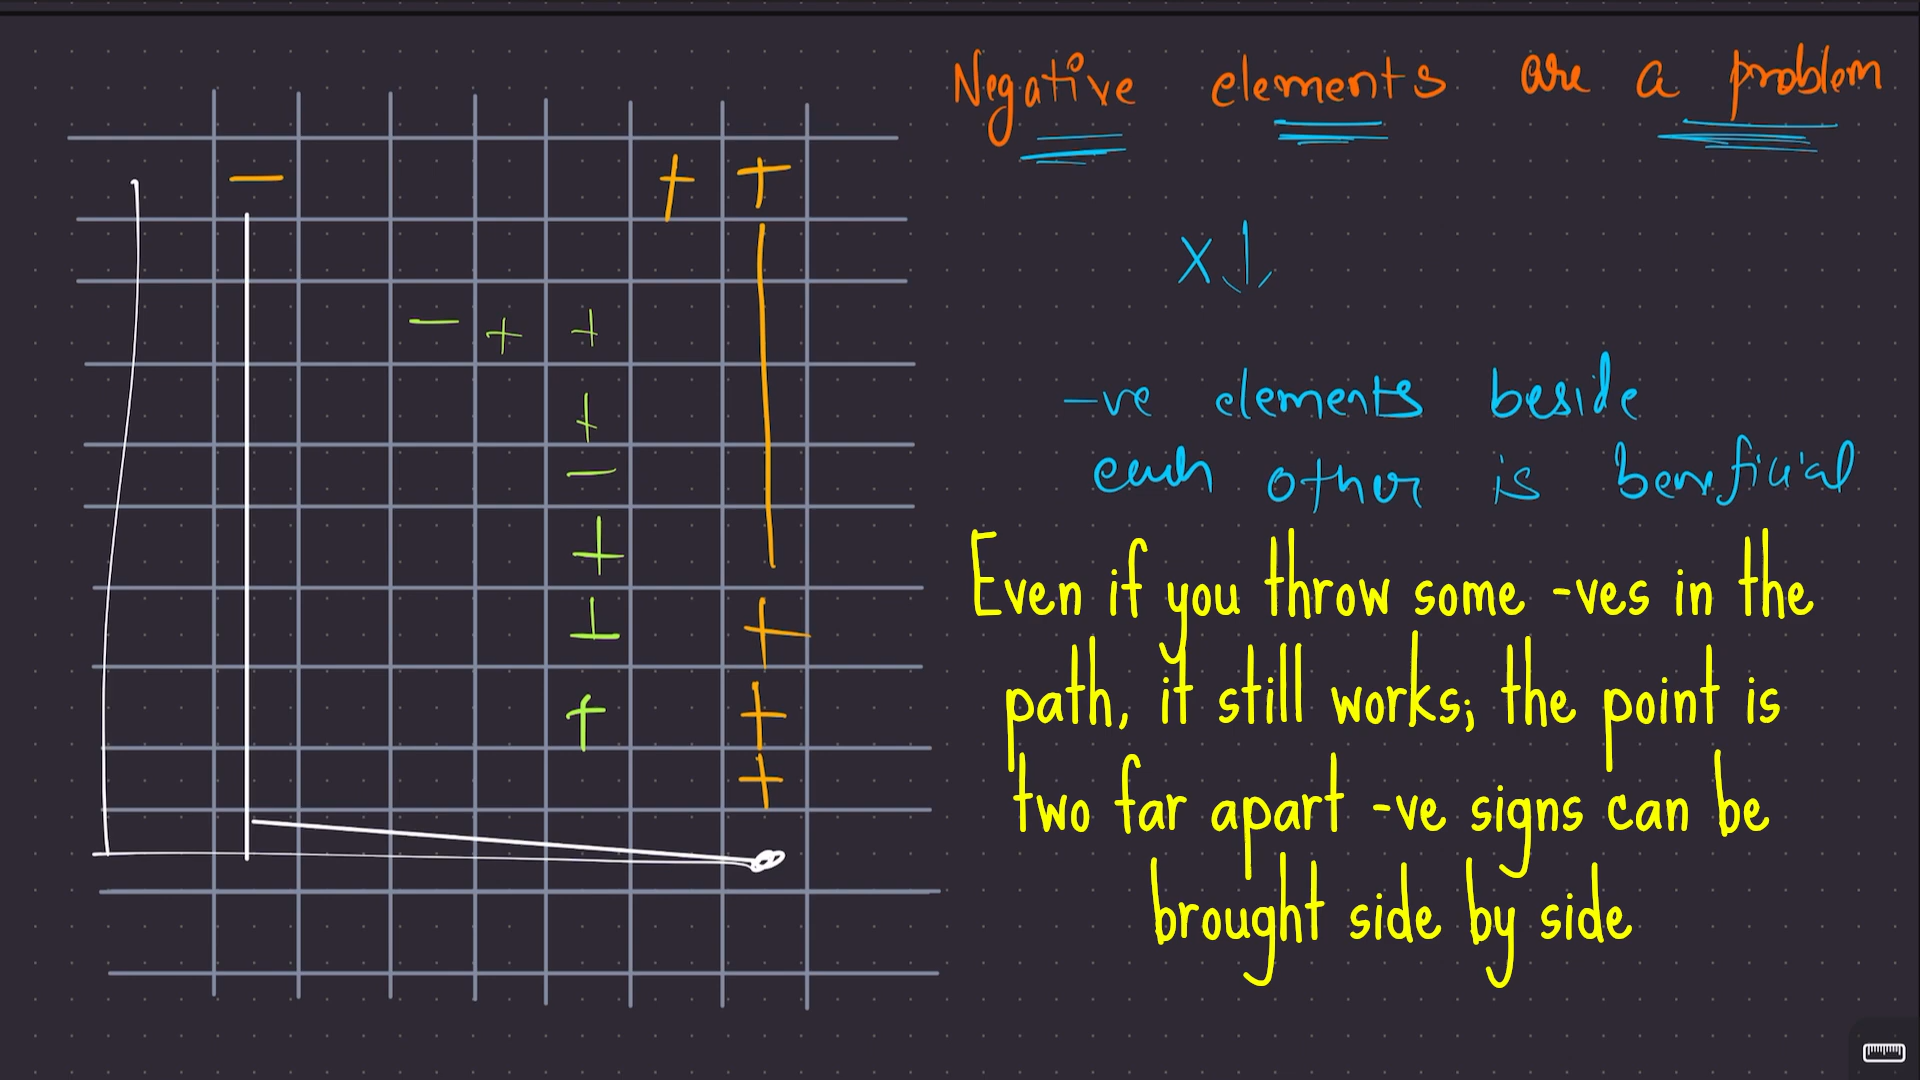 Negative elements are a problem
− + +
x↓
− + +
-ve elements beside
+
−
each other is beneficial
+
Even if you throw some -ves in the
+ +
path, it still works; the point is
+ +
+
two far apart -ve signs can be
brought side by side